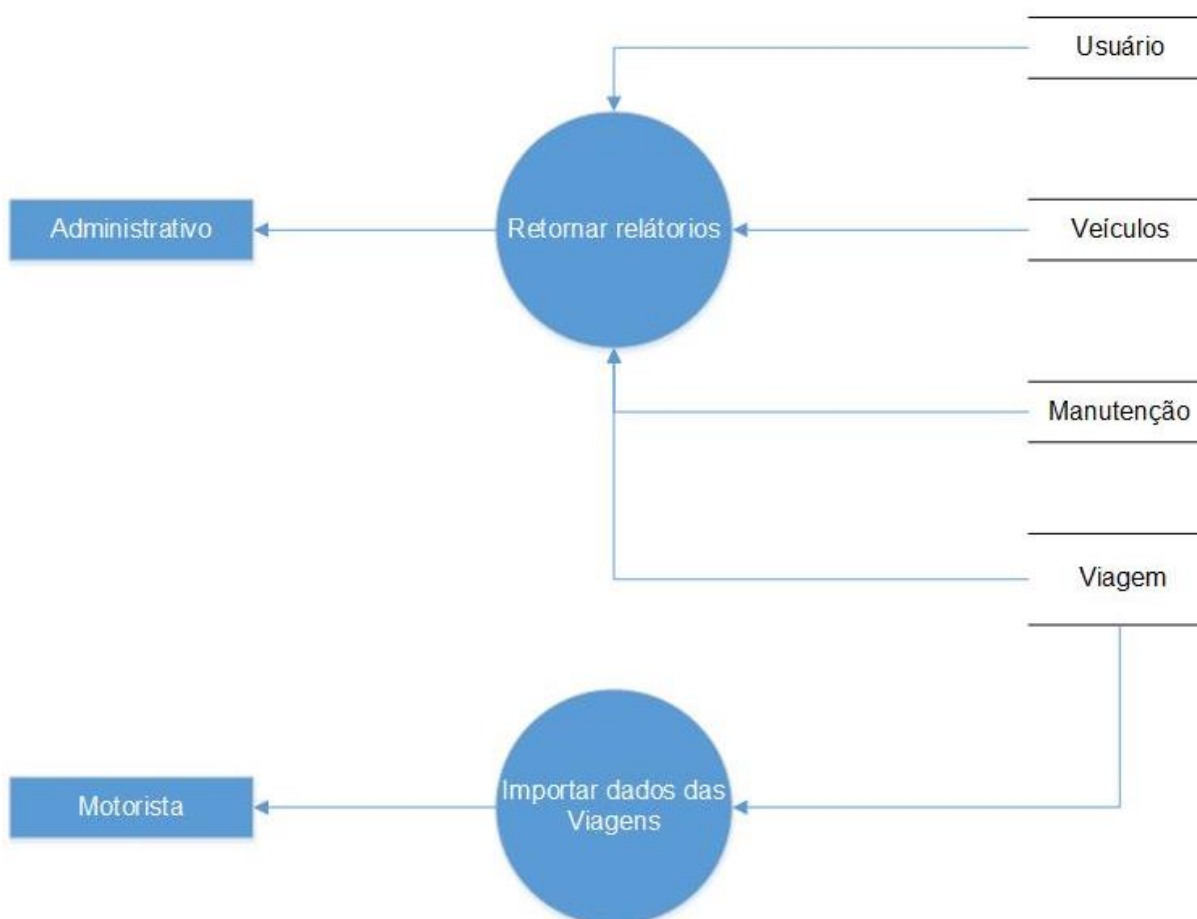 Usuário
Administrativo
Retornar relátorios
Veículos
Manutenção
Viagem
Motorista
Importar dados das
Viagens